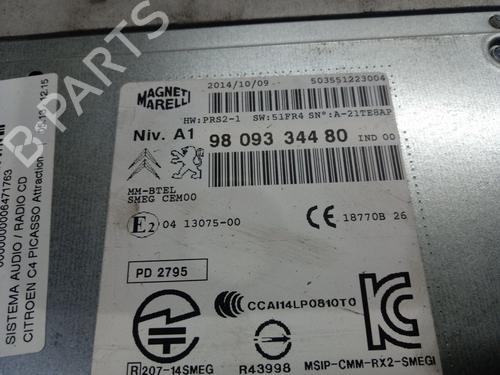 MAGNETI
MARELLI
2014/10/09
503551223004
HW:PRS2-1 SW:51FR4 SN°:A-21TE8AP
Niv. A1
98 093 344 80 IND 00
MM-BTEL
SMEG CEM00
E2 04 13075-00
CE 18770B 26
PD 2795
CCAI14LP0810T0
R 207-14SMEG
R43998
MSIP-CMM-RX2-SMEGI
SISTEMA AUDIO / RADIO CD
CITROEN C4 PICASSO Attraction
B-PARTS